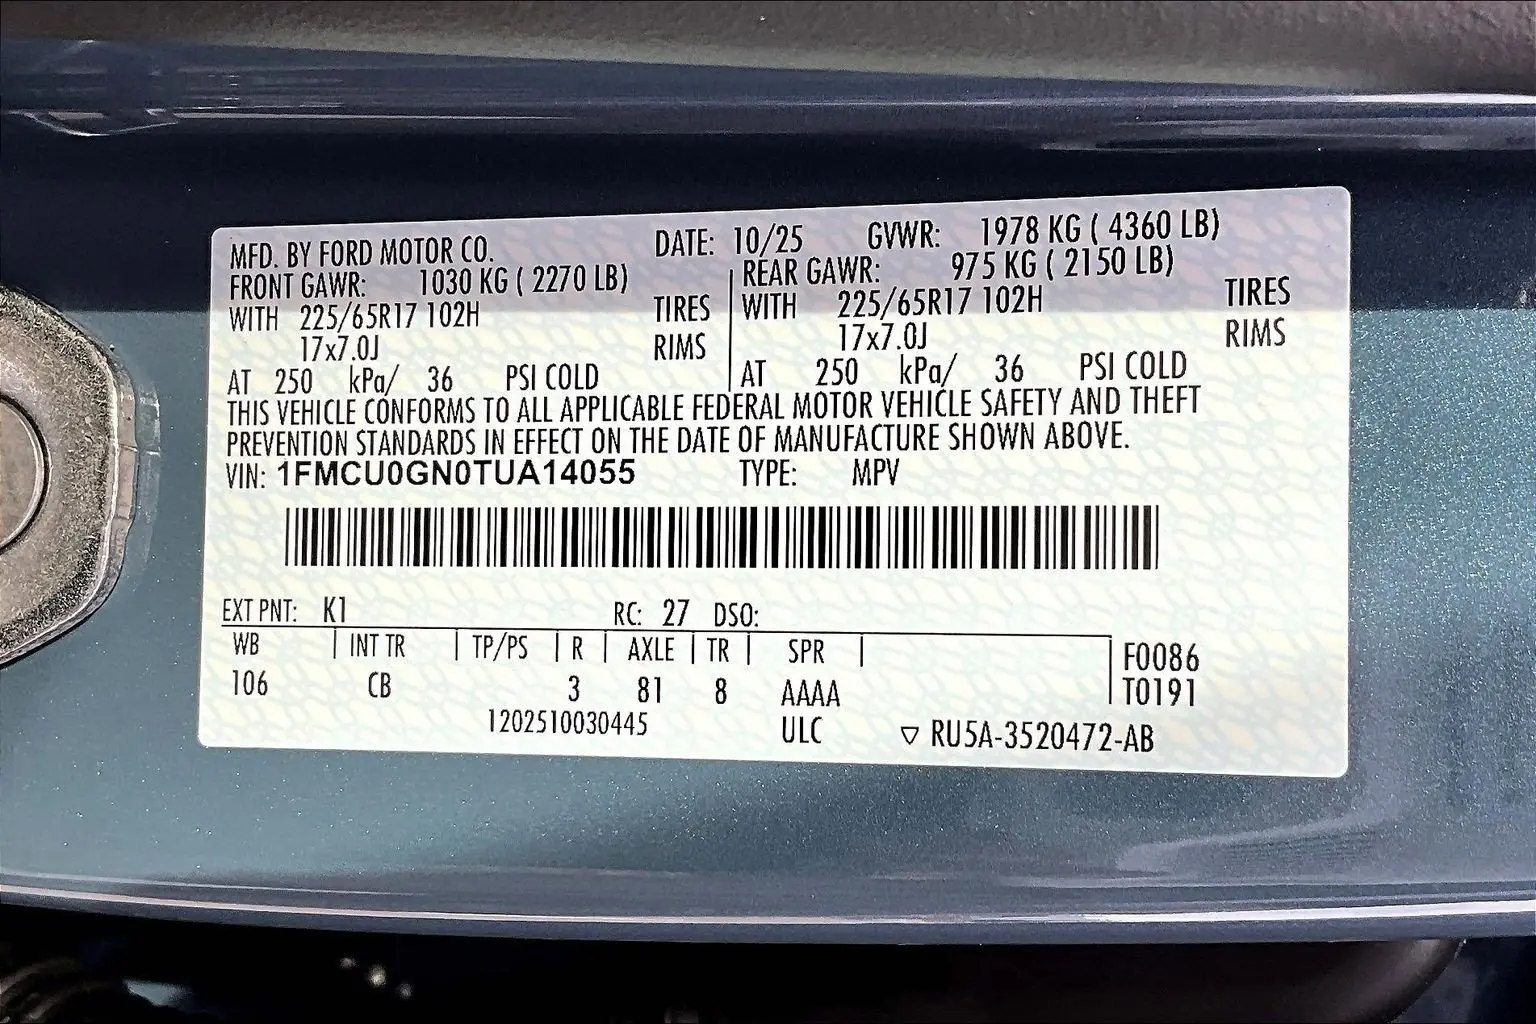 MFD. BY FORD MOTOR CO. DATE: 10/25 GVWR: 1978 KG ( 4360 LB)
FRONT GAWR: 1030 KG ( 2270 LB) REAR GAWR: 975 KG ( 2150 LB)
WITH 225/65R17 102H TIRES WITH 225/65R17 102H TIRES
17x7.0J RIMS 17x7.0J RIMS
AT 250 kPa/ 36 PSI COLD AT 250 kPa/ 36 PSI COLD
THIS VEHICLE CONFORMS TO ALL APPLICABLE FEDERAL MOTOR VEHICLE SAFETY AND THEFT
PREVENTION STANDARDS IN EFFECT ON THE DATE OF MANUFACTURE SHOWN ABOVE.
VIN: 1FMCU0GN0TUA14055 TYPE: MPV
EXT PNT: K1 RC: 27 DSO:
WB INT TR TP/PS R AXLE TR SPR F0086
106 CB 3 81 8 AAAA T0191
1202510030445 ULC ▽ RU5A-3520472-AB